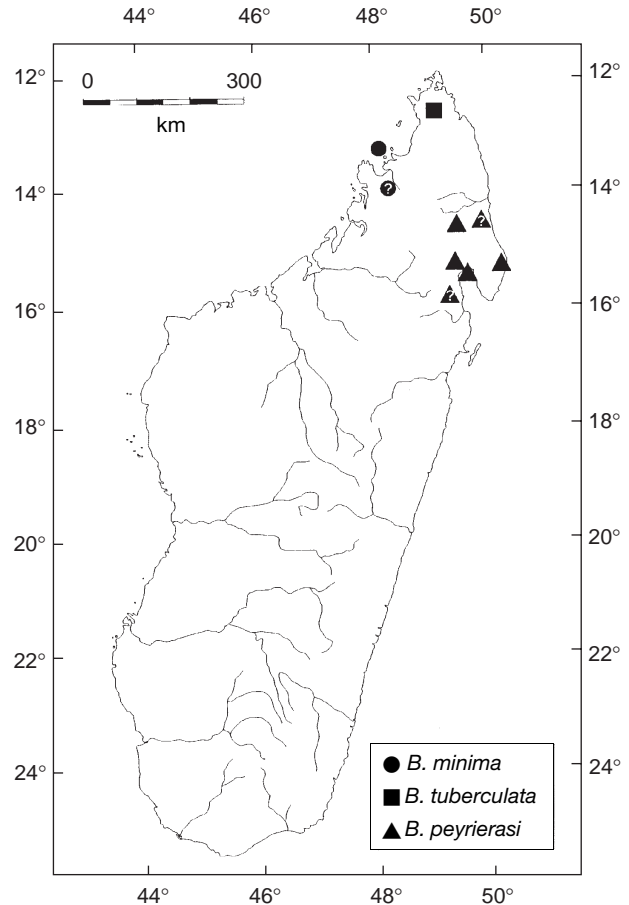 44° 46° 48° 50°
0 300
km
12° 12°
14° 14°
16° 16°
18° 18°
20° 20°
22° 22°
24° 24°
?
?
?
B. minima
B. tuberculata
B. peyrierasi
44° 46° 48° 50°